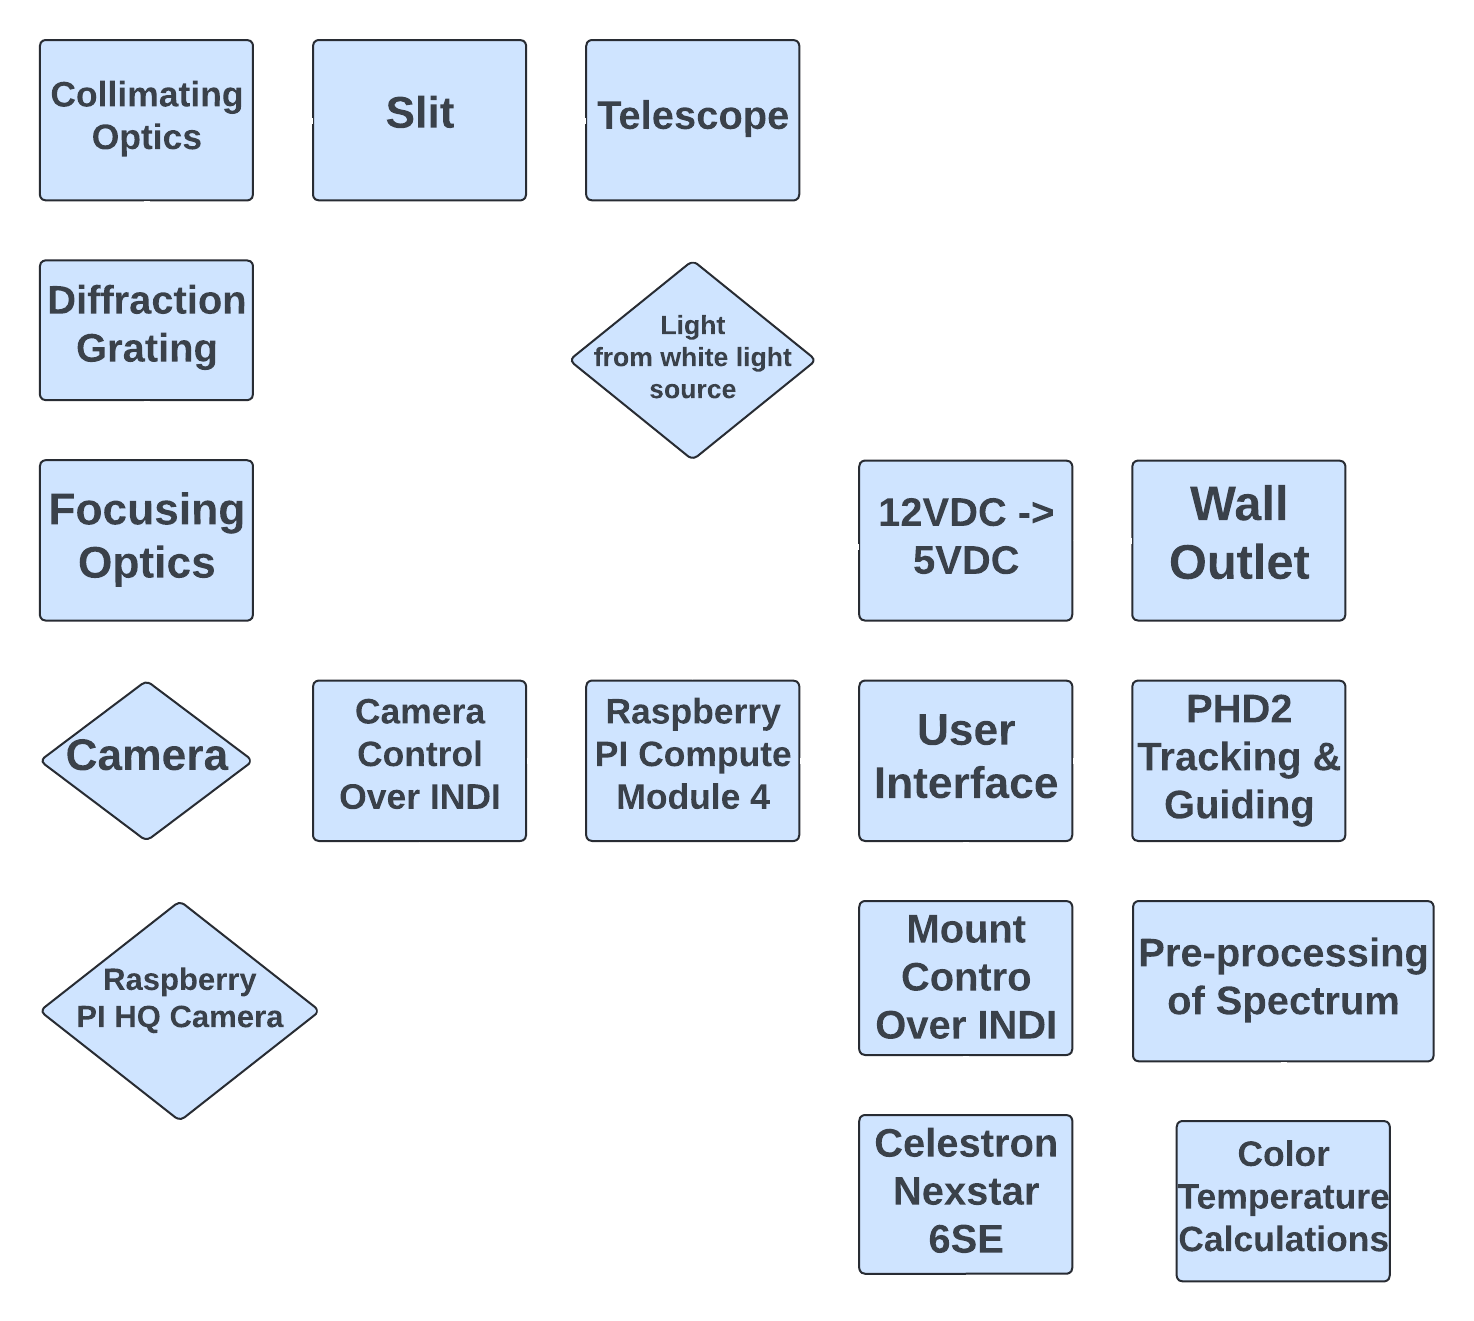 Collimating
Optics
Slit
Telescope
Diffraction
Grating
Light
from white light
source
Focusing
Optics
12VDC ->
5VDC
Wall
Outlet
Camera
Camera
Control
Over INDI
Raspberry
PI Compute
Module 4
User
Interface
PHD2
Tracking &
Guiding
Raspberry
PI HQ Camera
Mount
Contro
Over INDI
Pre-processing
of Spectrum
Celestron
Nexstar
6SE
Color
Temperature
Calculations